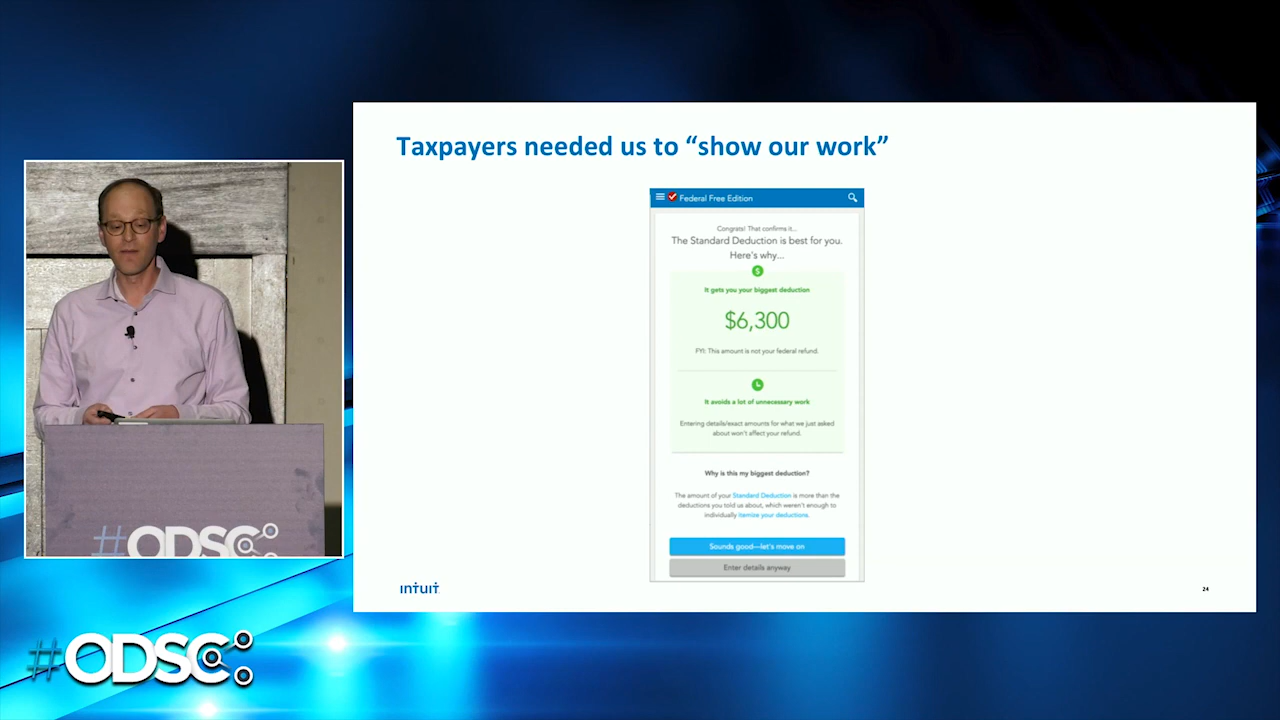 Taxpayers needed us to “show our work”
Federal Free Edition
Congrats! That confirms it...
The Standard Deduction is best for you.
Here's why...
$
It gets you your biggest deduction
$6,300
FYI: This amount is not your federal refund.
It avoids a lot of unnecessary work
Entering details/exact amounts for what we just asked
about won't affect your refund.
Why is this my biggest deduction?
The amount of your Standard Deduction is more than the
deductions you told us about, which weren't enough to
individually itemize your deductions.
Sounds good—let's move on
Enter details anyway
intuit
24
#ODSC
#ODSC